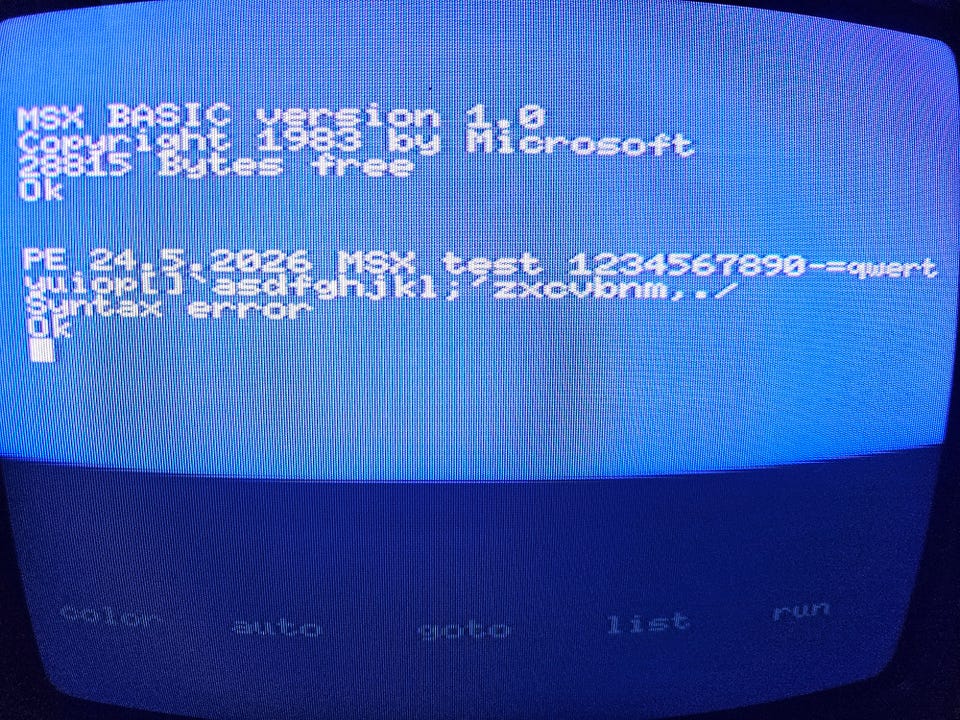 MSX BASIC version 1.0
Copyright 1983 by Microsoft
28815 Bytes free
Ok
PE 24.5.2026 MSX test 1234567890-=qwert
yuiop[]`asdfghjkl;'zxcvbnm,./
Syntax error
Ok
color auto goto list run